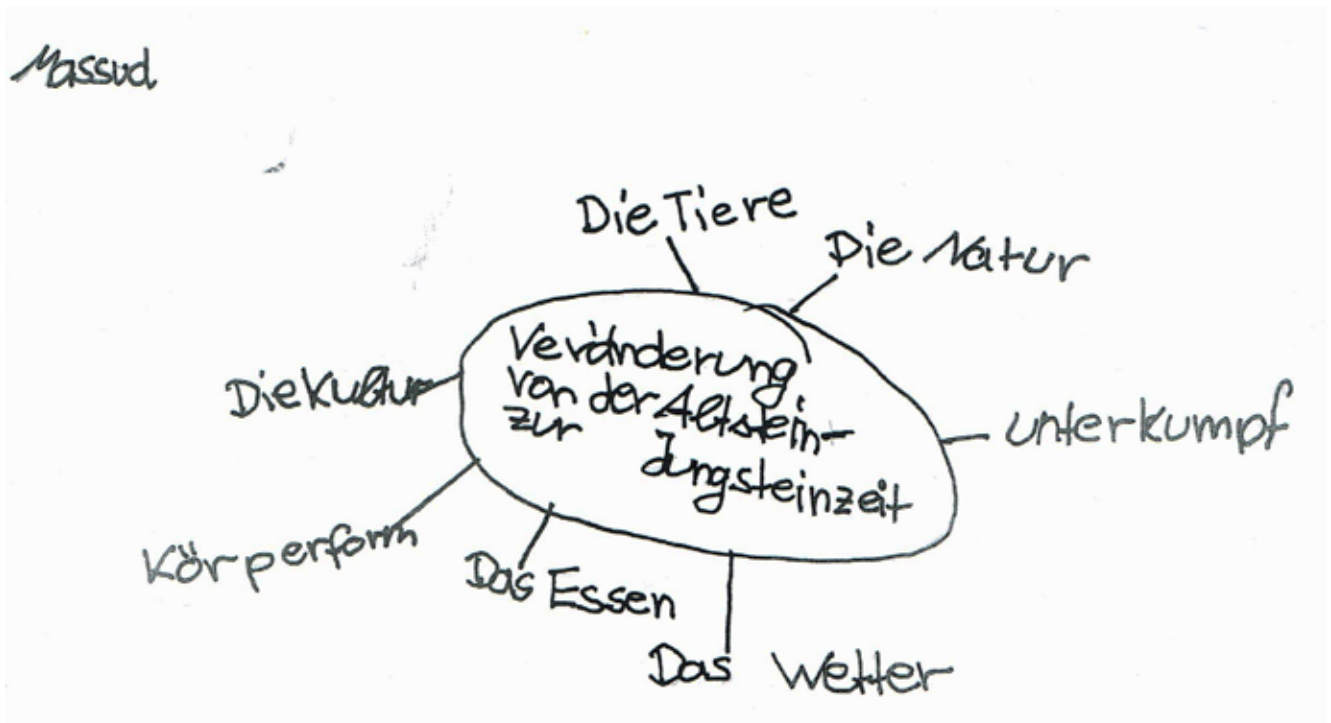 Massud
Die Tiere
Die Natur
Veränderung
von der Altstein-
zur
Jungsteinzeit
Die Kultur
unterkumpf
Körperform
Das Essen
Das Wetter